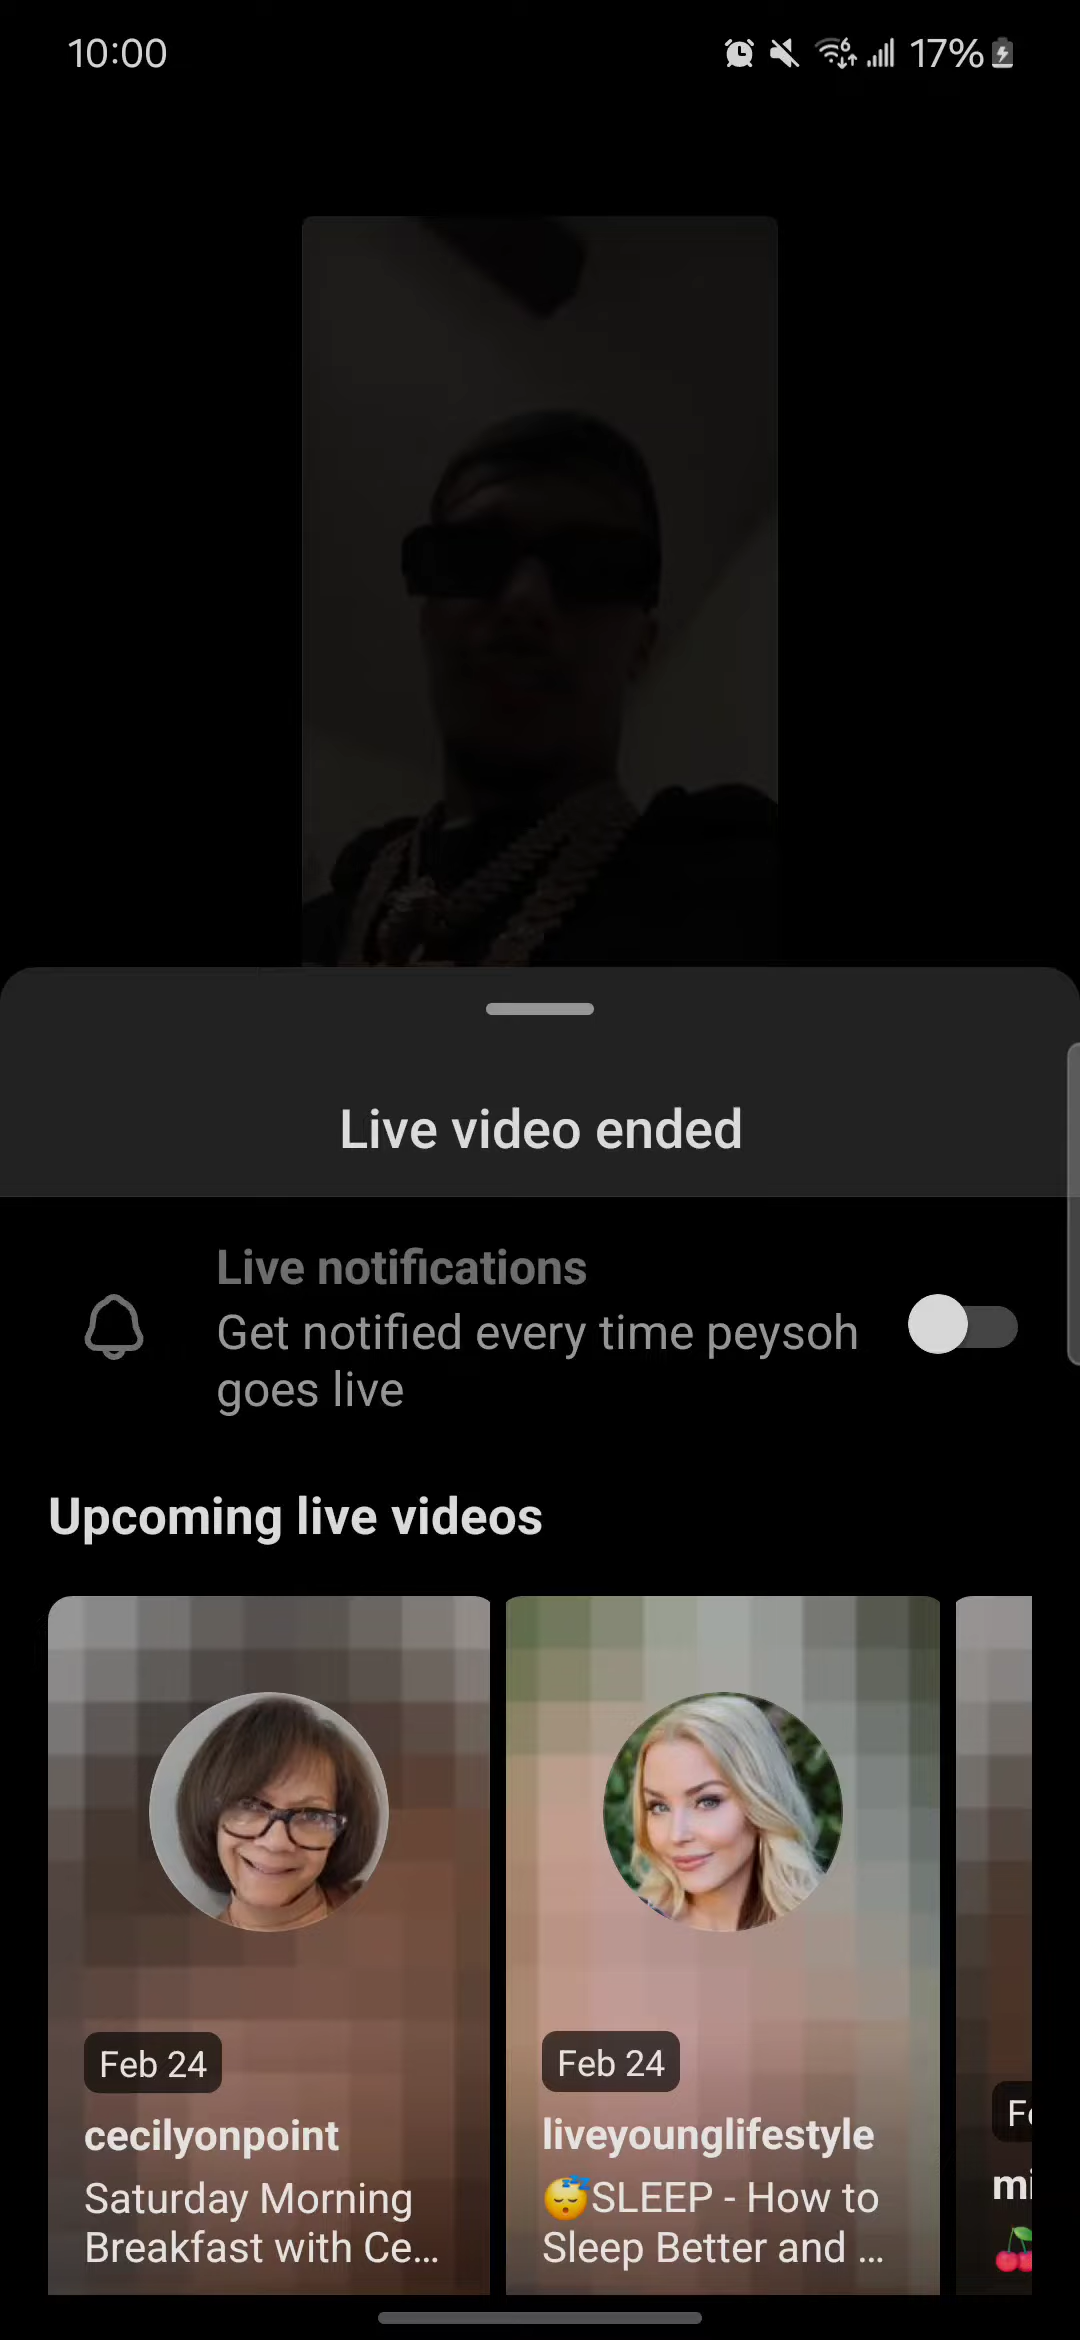 10:00
17%
Live video ended
Live notifications
Get notified every time peysoh
goes live
Upcoming live videos
Feb 24
cecilyonpoint
Saturday Morning
Breakfast with Ce...
Feb 24
liveyounglifestyle
😴SLEEP - How to
Sleep Better and ...